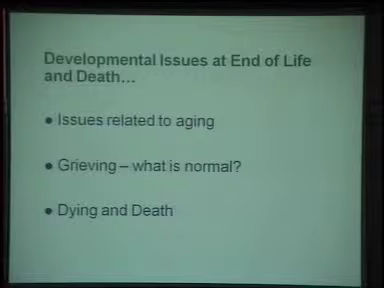 Developmental Issues at End of Life
and Death...
● Issues related to aging
● Grieving – what is normal?
● Dying and Death